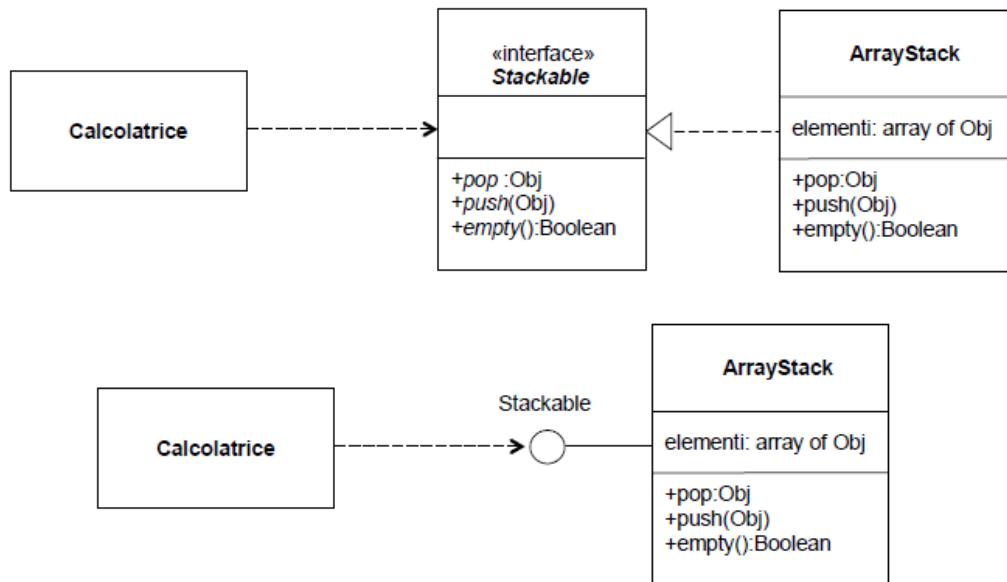 Calcolatrice
«interface»
Stackable
+pop :Obj
+push(Obj)
+empty():Boolean
ArrayStack
elementi: array of Obj
+pop:Obj
+push(Obj)
+empty():Boolean
Calcolatrice
Stackable
ArrayStack
elementi: array of Obj
+pop:Obj
+push(Obj)
+empty():Boolean